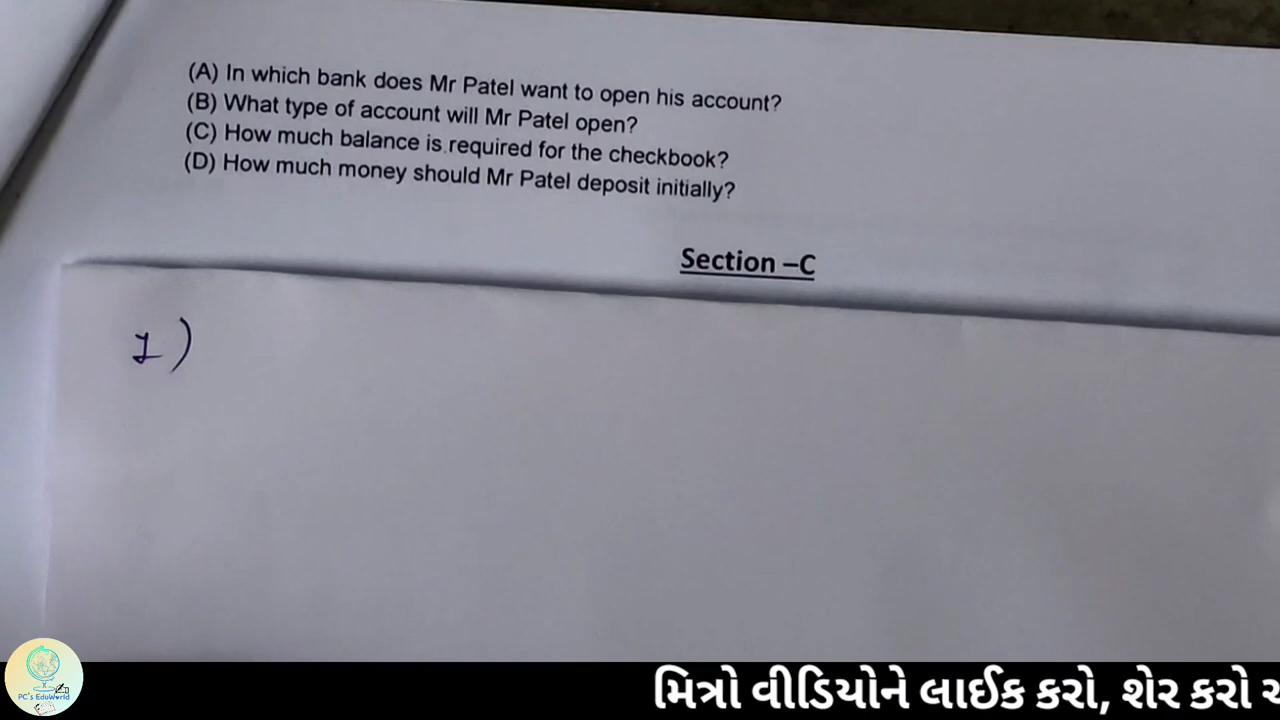 (A) In which bank does Mr Patel want to open his account?
(B) What type of account will Mr Patel open?
(C) How much balance is required for the checkbook?
(D) How much money should Mr Patel deposit initially?
Section –C
1)
PC's EduWorld
મિત્રો વીડિયોને લાઈક કરો, શેર કરો